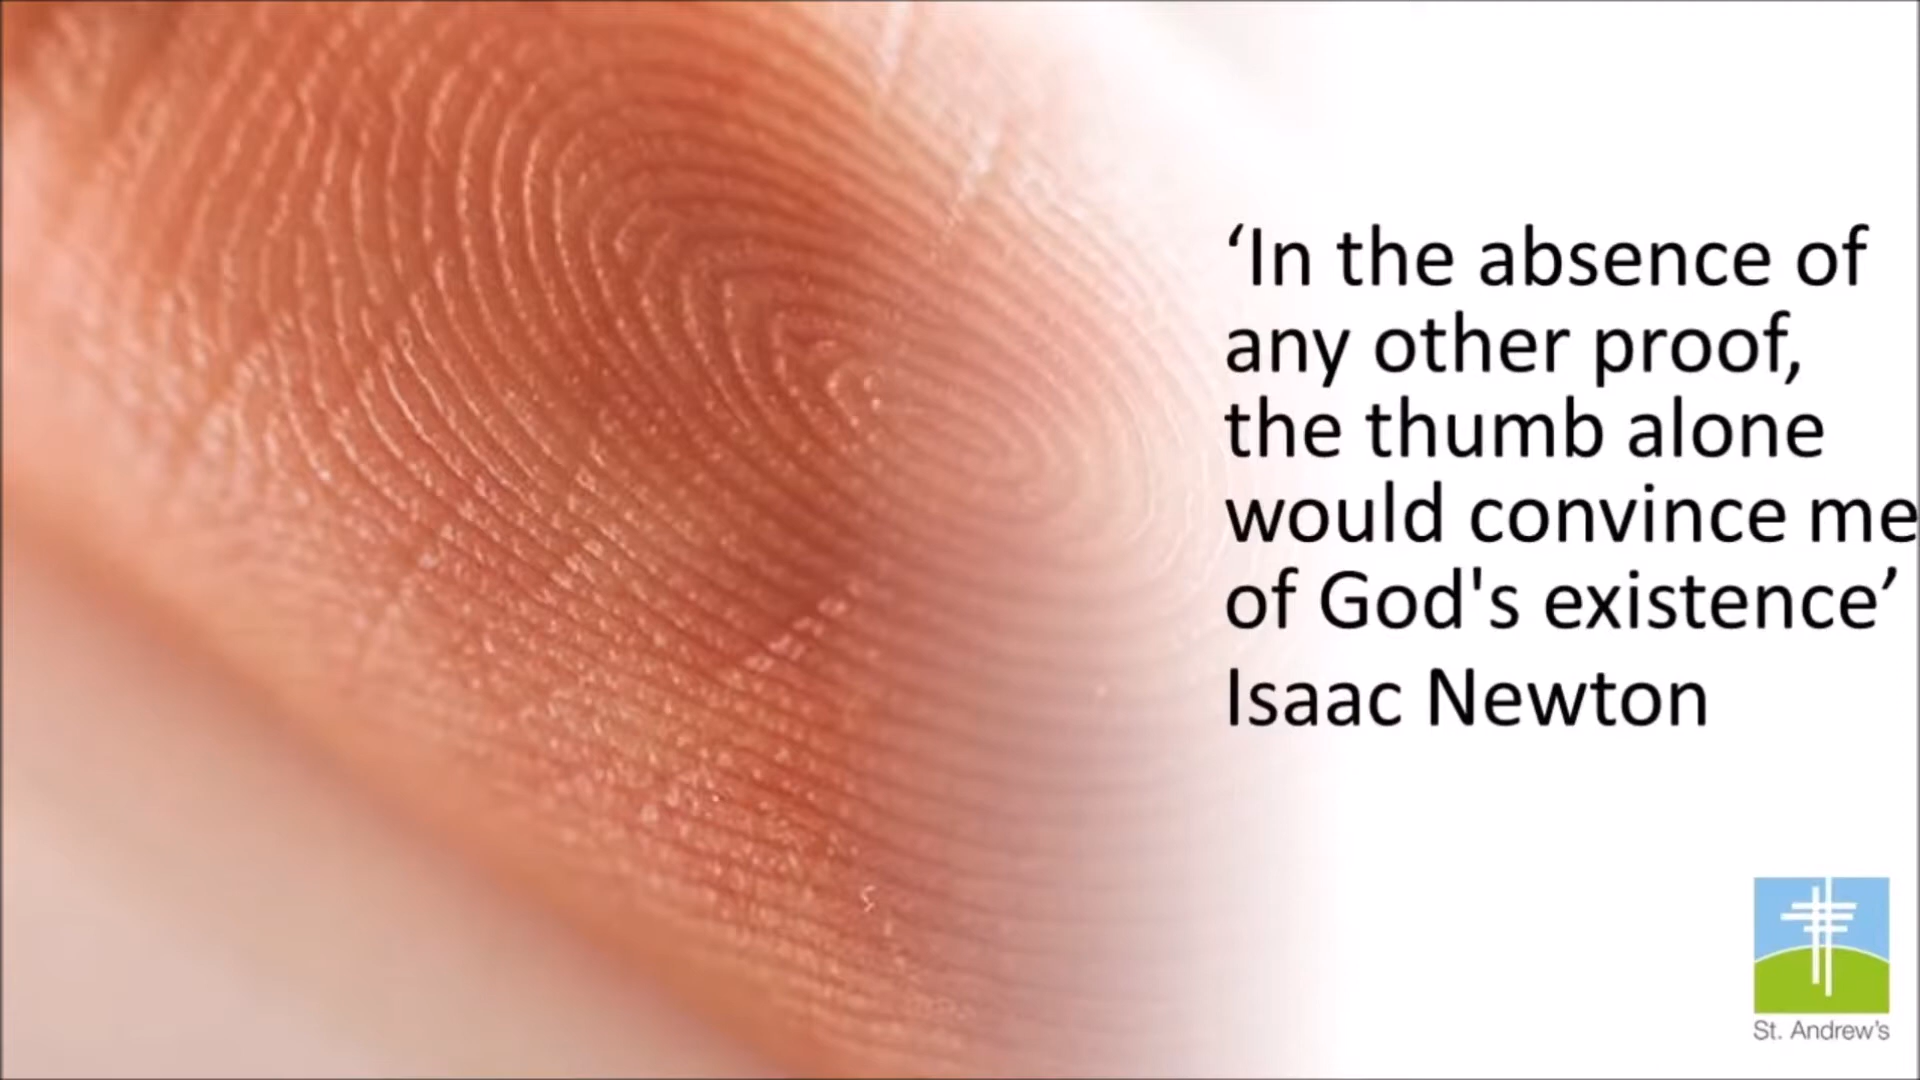 ‘In the absence of
any other proof,
the thumb alone
would convince me
of God's existence’
Isaac Newton
St. Andrew's